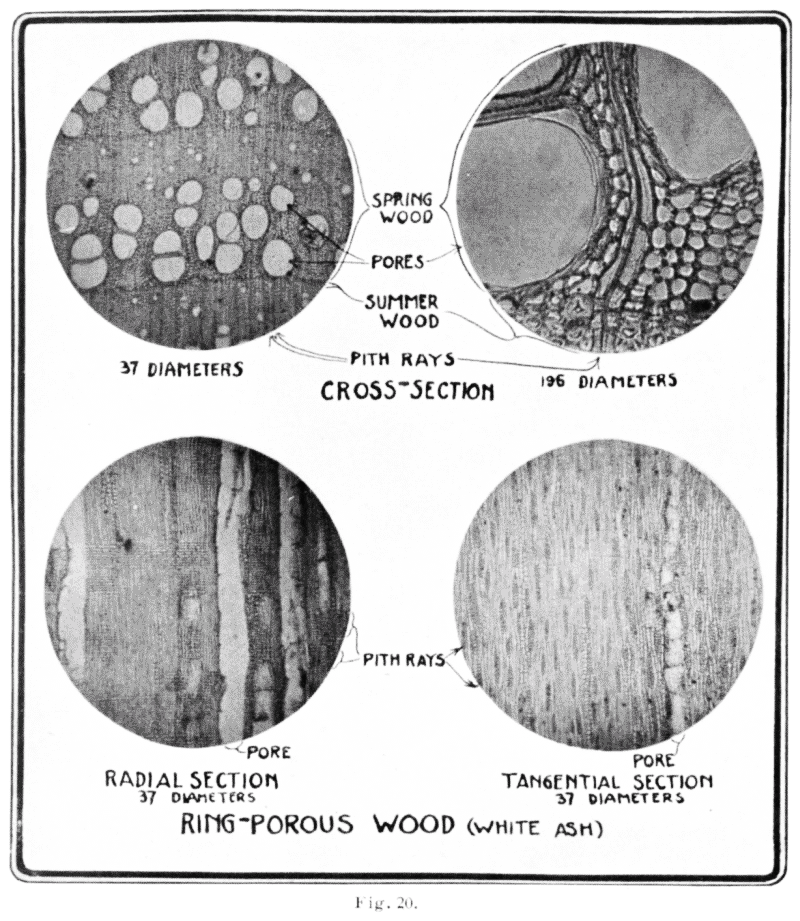 SPRING
WOOD
PORES
SUMMER
WOOD
PITH RAYS
37 DIAMETERS
196 DIAMETERS
CROSS-SECTION
PITH RAYS
PORE
PORE
RADIAL SECTION
37 DIAMETERS
TANGENTIAL SECTION
37 DIAMETERS
RING-POROUS WOOD (WHITE ASH)
Fig. 20.